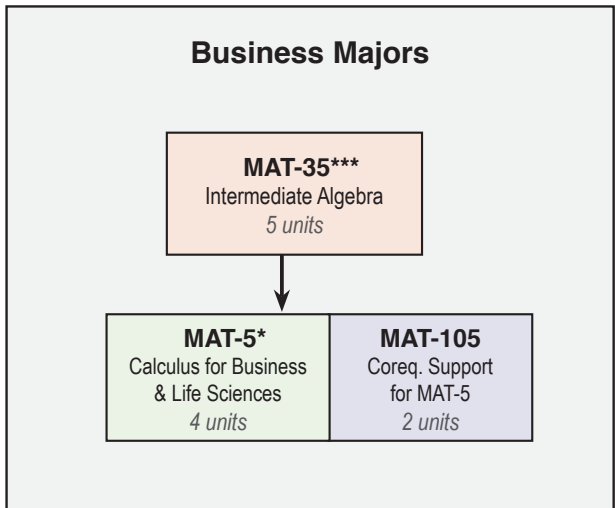 Business Majors
MAT-35***
Intermediate Algebra
5 units
MAT-5*
Calculus for Business
& Life Sciences
4 units
MAT-105
Coreq. Support
for MAT-5
2 units